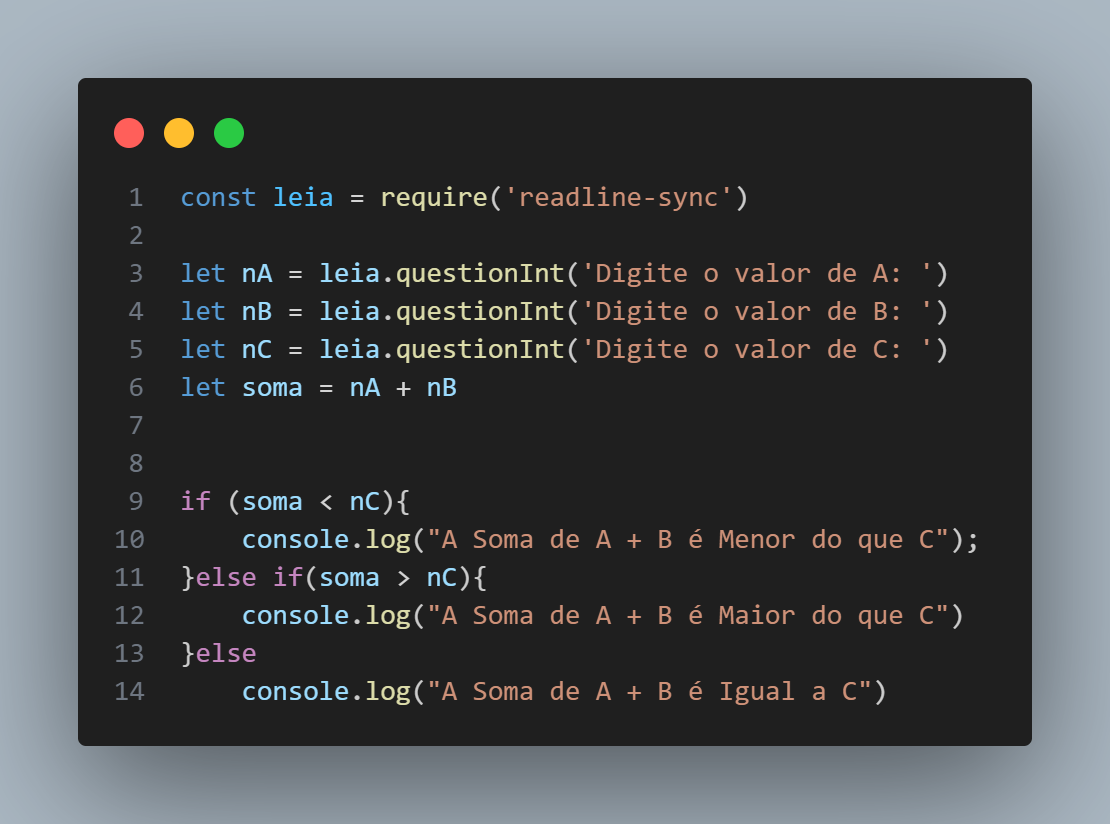 1 const leia = require('readline-sync')
2
3 let nA = leia.questionInt('Digite o valor de A: ')
4 let nB = leia.questionInt('Digite o valor de B: ')
5 let nC = leia.questionInt('Digite o valor de C: ')
6 let soma = nA + nB
7
8
9 if (soma < nC){
10     console.log("A Soma de A + B é Menor do que C");
11 }else if(soma > nC){
12     console.log("A Soma de A + B é Maior do que C")
13 }else
14     console.log("A Soma de A + B é Igual a C")